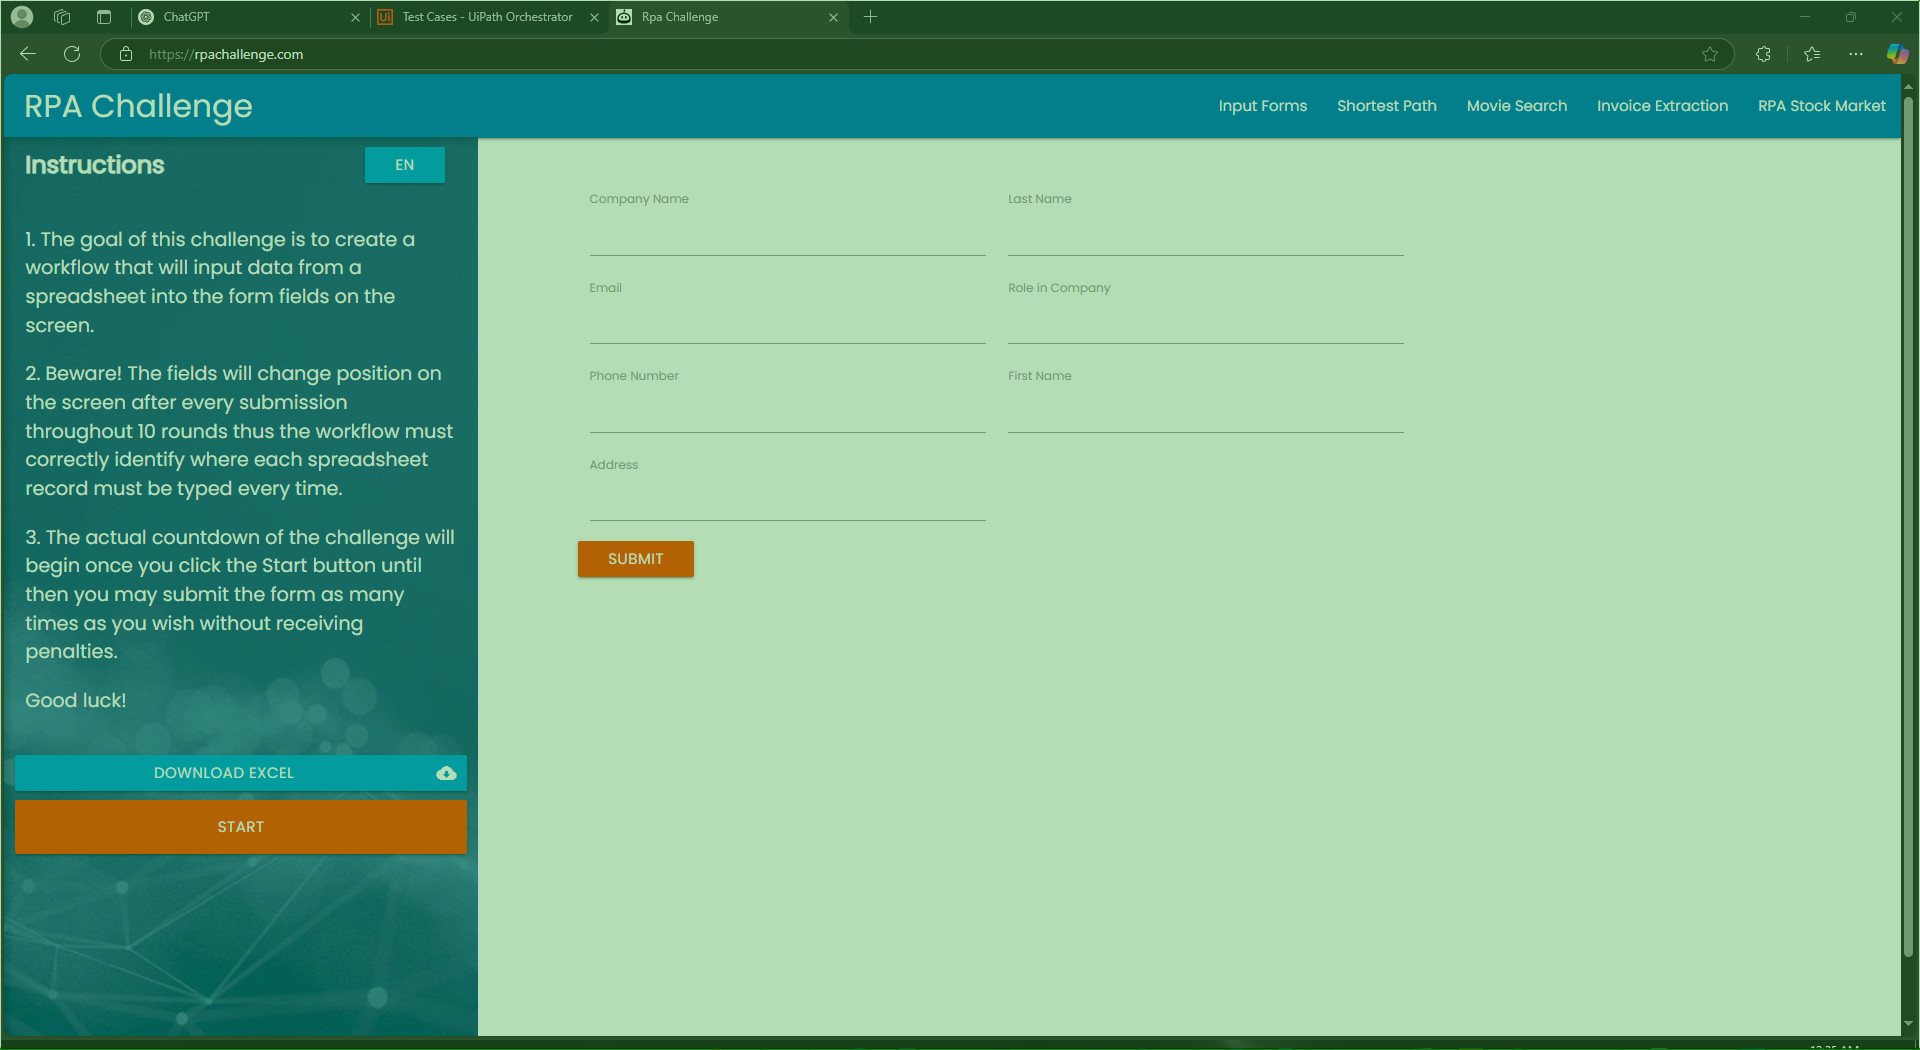 ChatGPT
Test Cases - UiPath Orchestrator
Rpa Challenge
https://rpachallenge.com
RPA Challenge
Input Forms
Shortest Path
Movie Search
Invoice Extraction
RPA Stock Market
Instructions
EN
1. The goal of this challenge is to create a
workflow that will input data from a
spreadsheet into the form fields on the
screen.
2. Beware! The fields will change position on
the screen after every submission
throughout 10 rounds thus the workflow must
correctly identify where each spreadsheet
record must be typed every time.
3. The actual countdown of the challenge will
begin once you click the Start button until
then you may submit the form as many
times as you wish without receiving
penalties.
Good luck!
DOWNLOAD EXCEL
START
Company Name
Last Name
Email
Role in Company
Phone Number
First Name
Address
SUBMIT